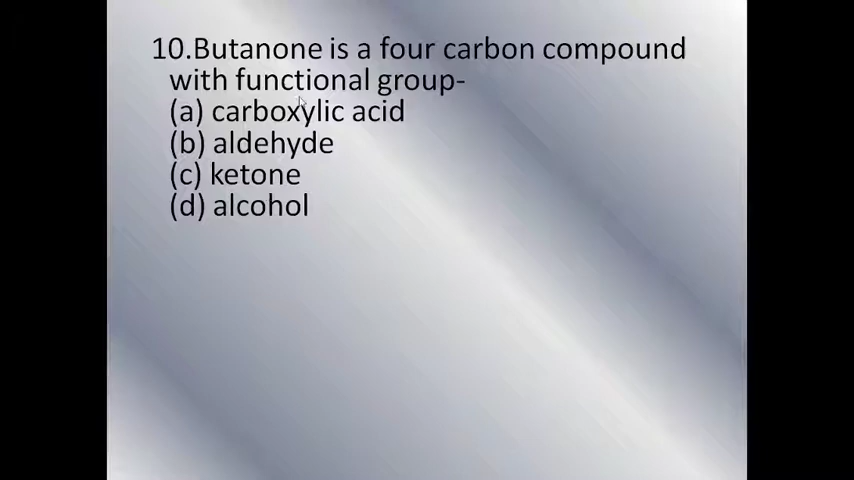 10.Butanone is a four carbon compound
with functional group-
(a) carboxylic acid
(b) aldehyde
(c) ketone
(d) alcohol